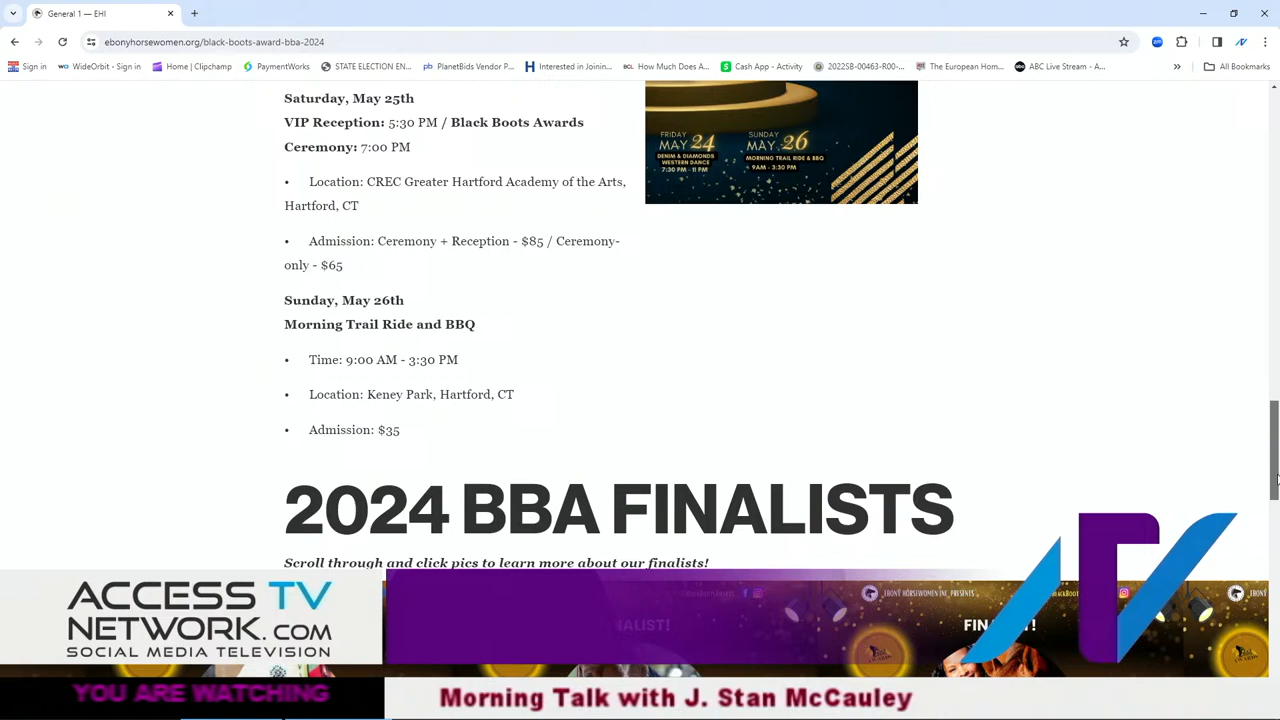 General 1 — EHI
ebonyhorsewomen.org/black-boots-award-bba-2024
Sign in
WideOrbit - Sign in
Home | Clipchamp
PaymentWorks
STATE ELECTION EN...
PlanetBids Vendor P...
Interested in Joinin...
How Much Does A...
Cash App - Activity
2022SB-00463-R00-...
The European Hom...
ABC Live Stream - A...
»
All Bookmarks
Saturday, May 25th
VIP Reception: 5:30 PM / Black Boots Awards
Ceremony: 7:00 PM
• Location: CREC Greater Hartford Academy of the Arts,
Hartford, CT
• Admission: Ceremony + Reception - $85 / Ceremony-
only - $65
Sunday, May 26th
Morning Trail Ride and BBQ
• Time: 9:00 AM - 3:30 PM
• Location: Keney Park, Hartford, CT
• Admission: $35
FRIDAY
MAY 24
DENIM & DIAMONDS
WESTERN DANCE
7:30 PM - 11 PM
SUNDAY
MAY 26
MORNING TRAIL RIDE & BBQ
9AM - 3:30 PM
2024 BBA FINALISTS
Scroll through and click pics to learn more about our finalists!
EBONY HORSEWOMEN INC. PRESENTS
ACCESS TV
NETWORK.COM
SOCIAL MEDIA TELEVISION
YOU ARE WATCHING
Morning Talk with J. Stan McCauley